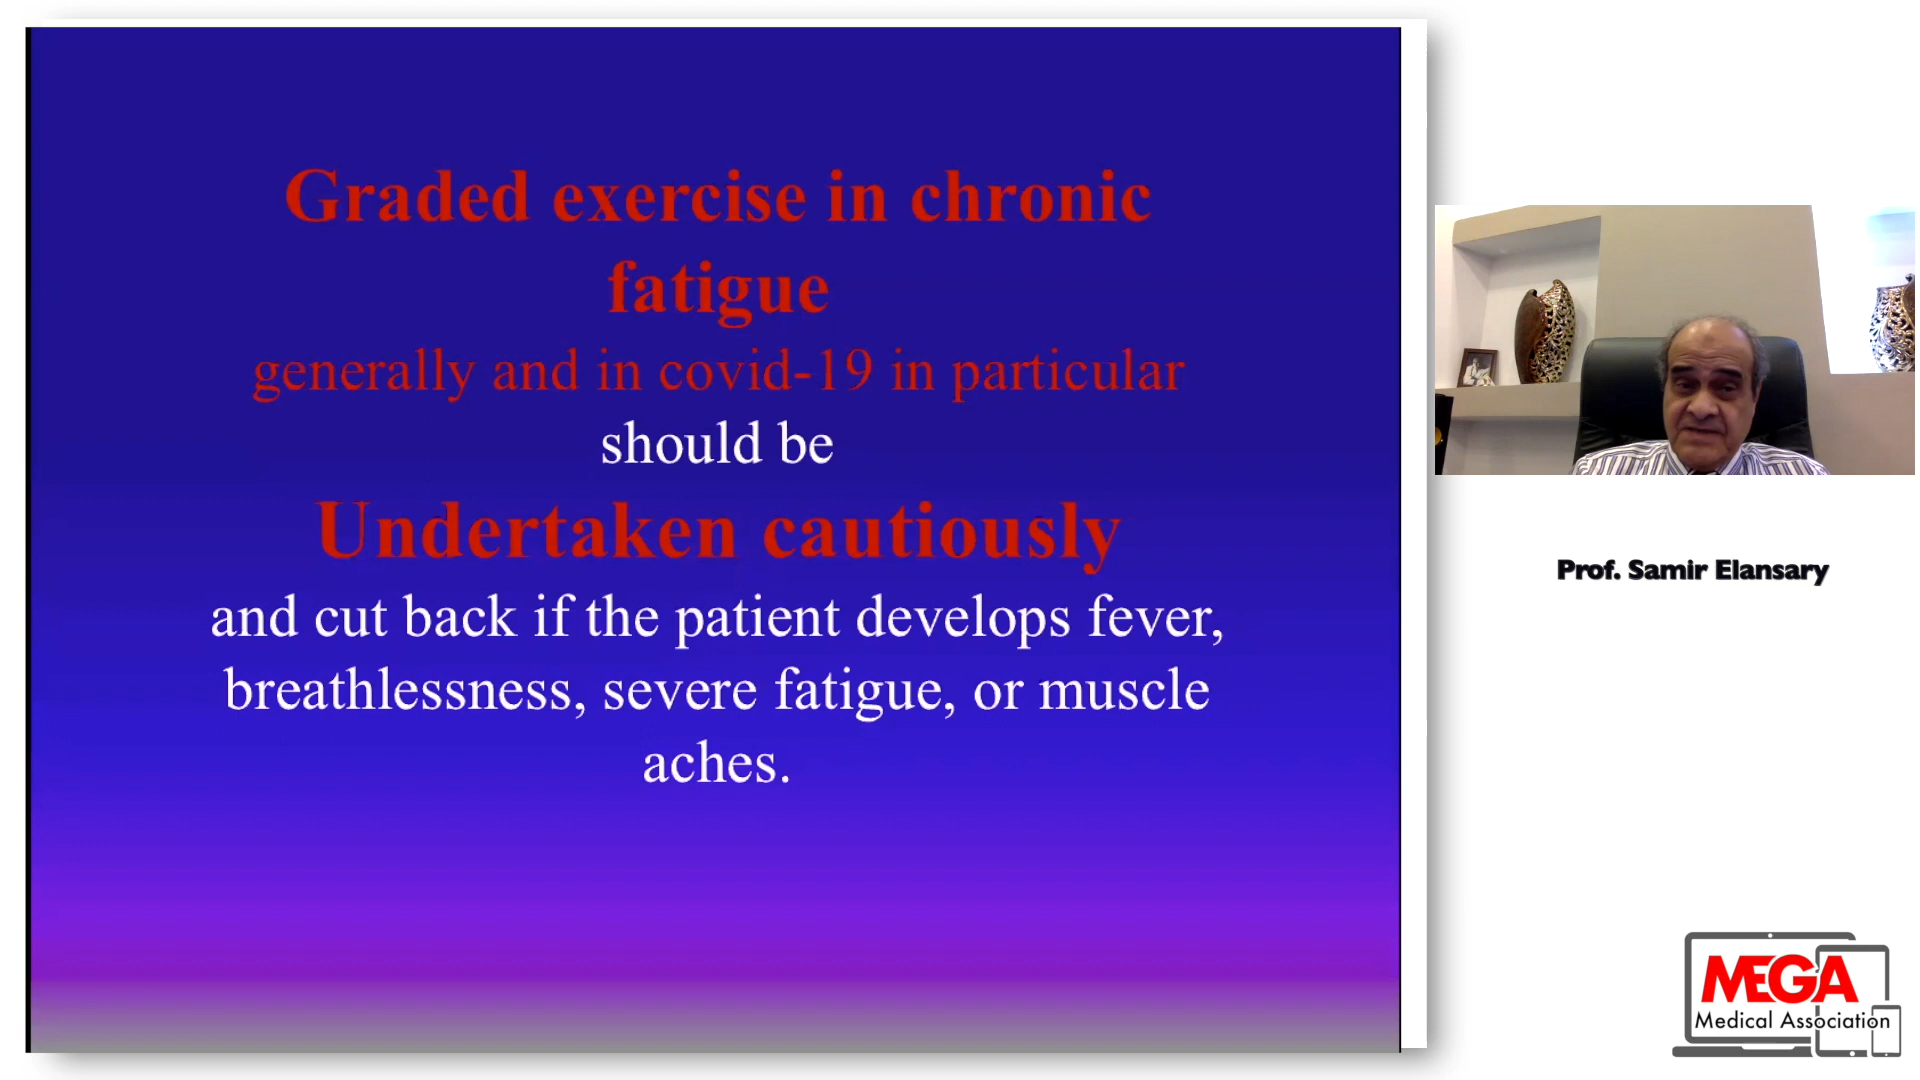 Graded exercise in chronic
fatigue
generally and in covid-19 in particular
should be
Undertaken cautiously
and cut back if the patient develops fever,
breathlessness, severe fatigue, or muscle
aches.
Prof. Samir Elansary
MEGA
Medical Association